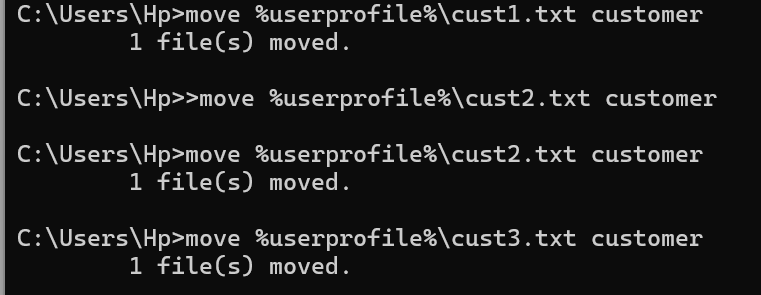 C:\Users\Hp>move %userprofile%\cust1.txt customer
1 file(s) moved.
C:\Users\Hp>>move %userprofile%\cust2.txt customer
C:\Users\Hp>move %userprofile%\cust2.txt customer
1 file(s) moved.
C:\Users\Hp>move %userprofile%\cust3.txt customer
1 file(s) moved.